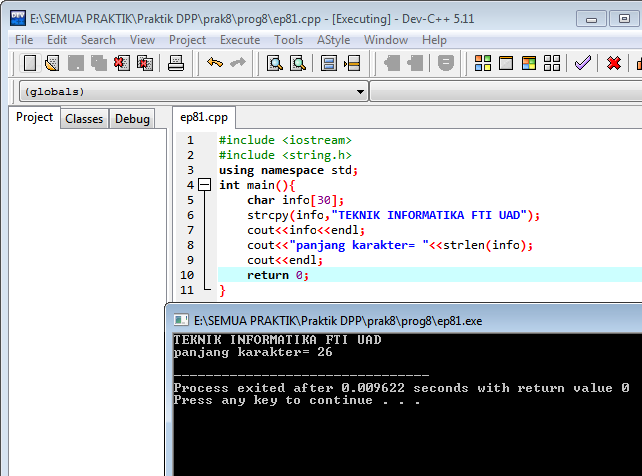 E:\SEMUA PRAKTIK\Praktik DPP\prak8\prog8\ep81.cpp - [Executing] - Dev-C++ 5.11
File Edit Search View Project Execute Tools AStyle Window Help
(globals)
Project Classes Debug
ep81.cpp
1 #include <iostream>
2 #include <string.h>
3 using namespace std;
4 int main(){
5 char info[30];
6 strcpy(info,"TEKNIK INFORMATIKA FTI UAD");
7 cout<<info<<endl;
8 cout<<"panjang karakter= "<<strlen(info);
9 cout<<endl;
10 return 0;
11 }
E:\SEMUA PRAKTIK\Praktik DPP\prak8\prog8\ep81.exe
TEKNIK INFORMATIKA FTI UAD
panjang karakter= 26
--------------------------------
Process exited after 0.009622 seconds with return value 0
Press any key to continue . . .